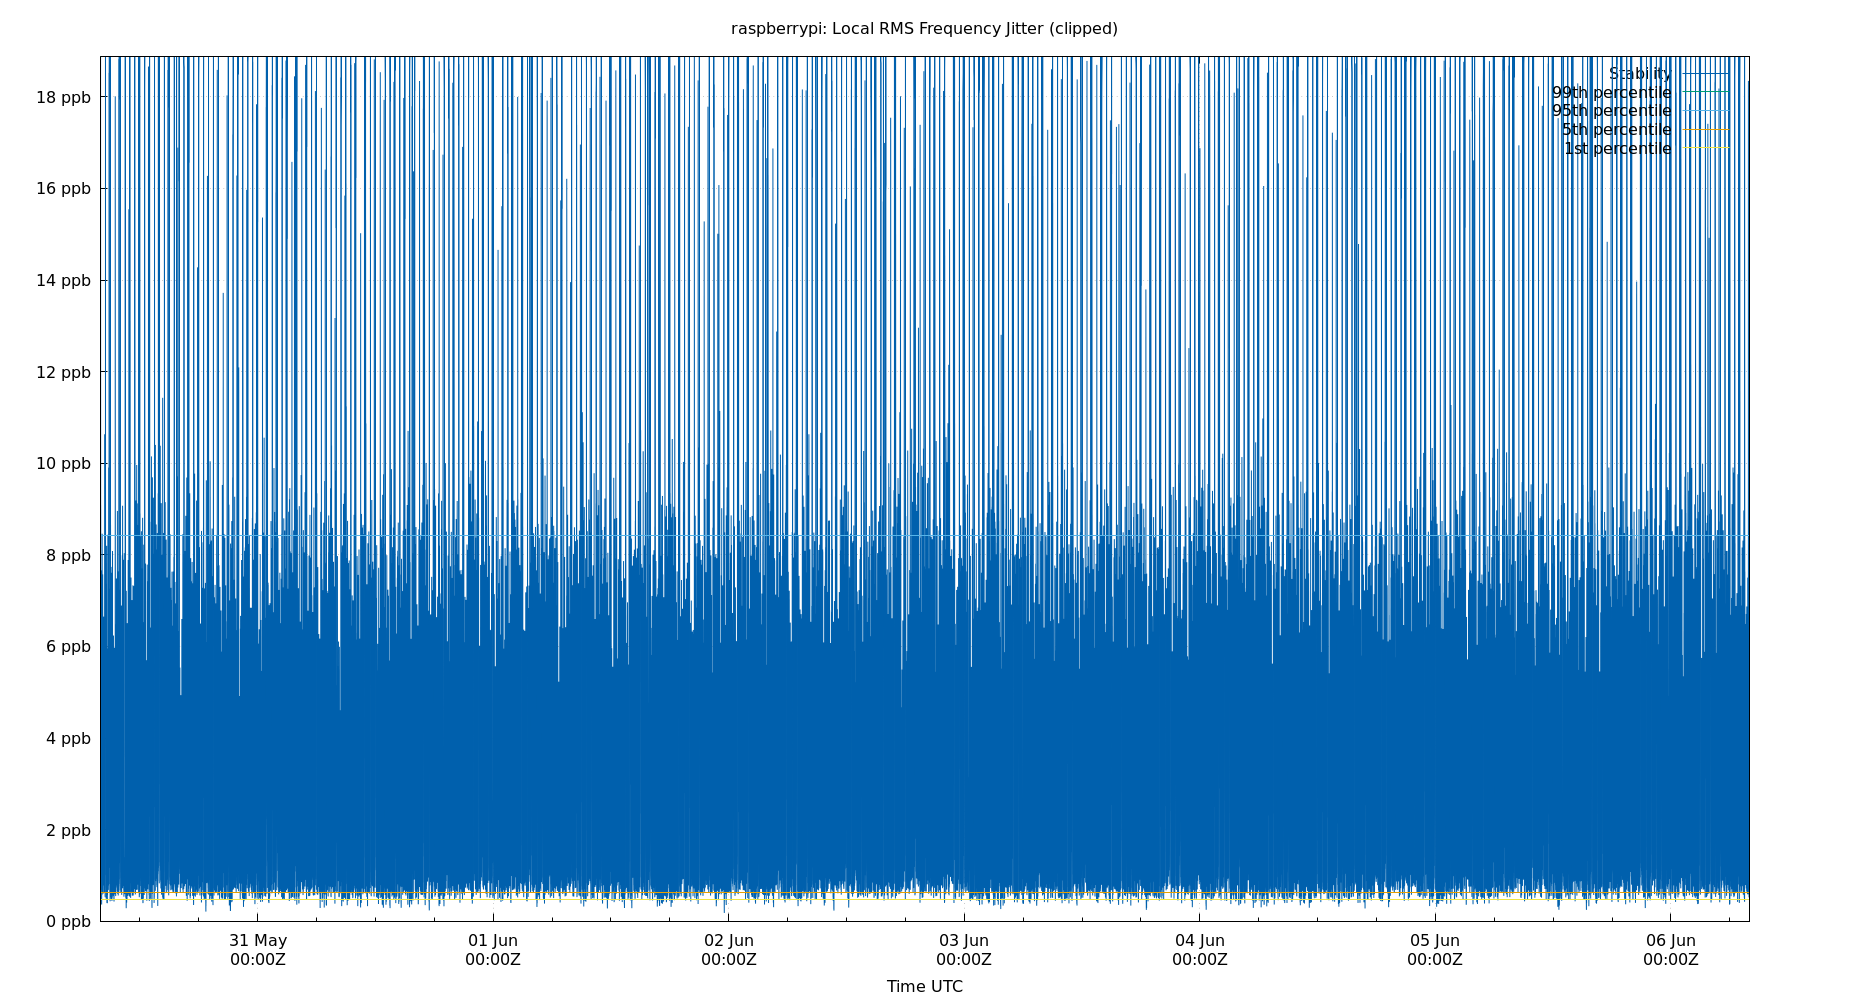 raspberrypi: Local RMS Frequency Jitter (clipped)
Stability
99th percentile
95th percentile
5th percentile
1st percentile
18 ppb
16 ppb
14 ppb
12 ppb
10 ppb
8 ppb
6 ppb
4 ppb
2 ppb
0 ppb
31 May 01 Jun 02 Jun 03 Jun 04 Jun 05 Jun 06 Jun
00:00Z 00:00Z 00:00Z 00:00Z 00:00Z 00:00Z 00:00Z
Time UTC